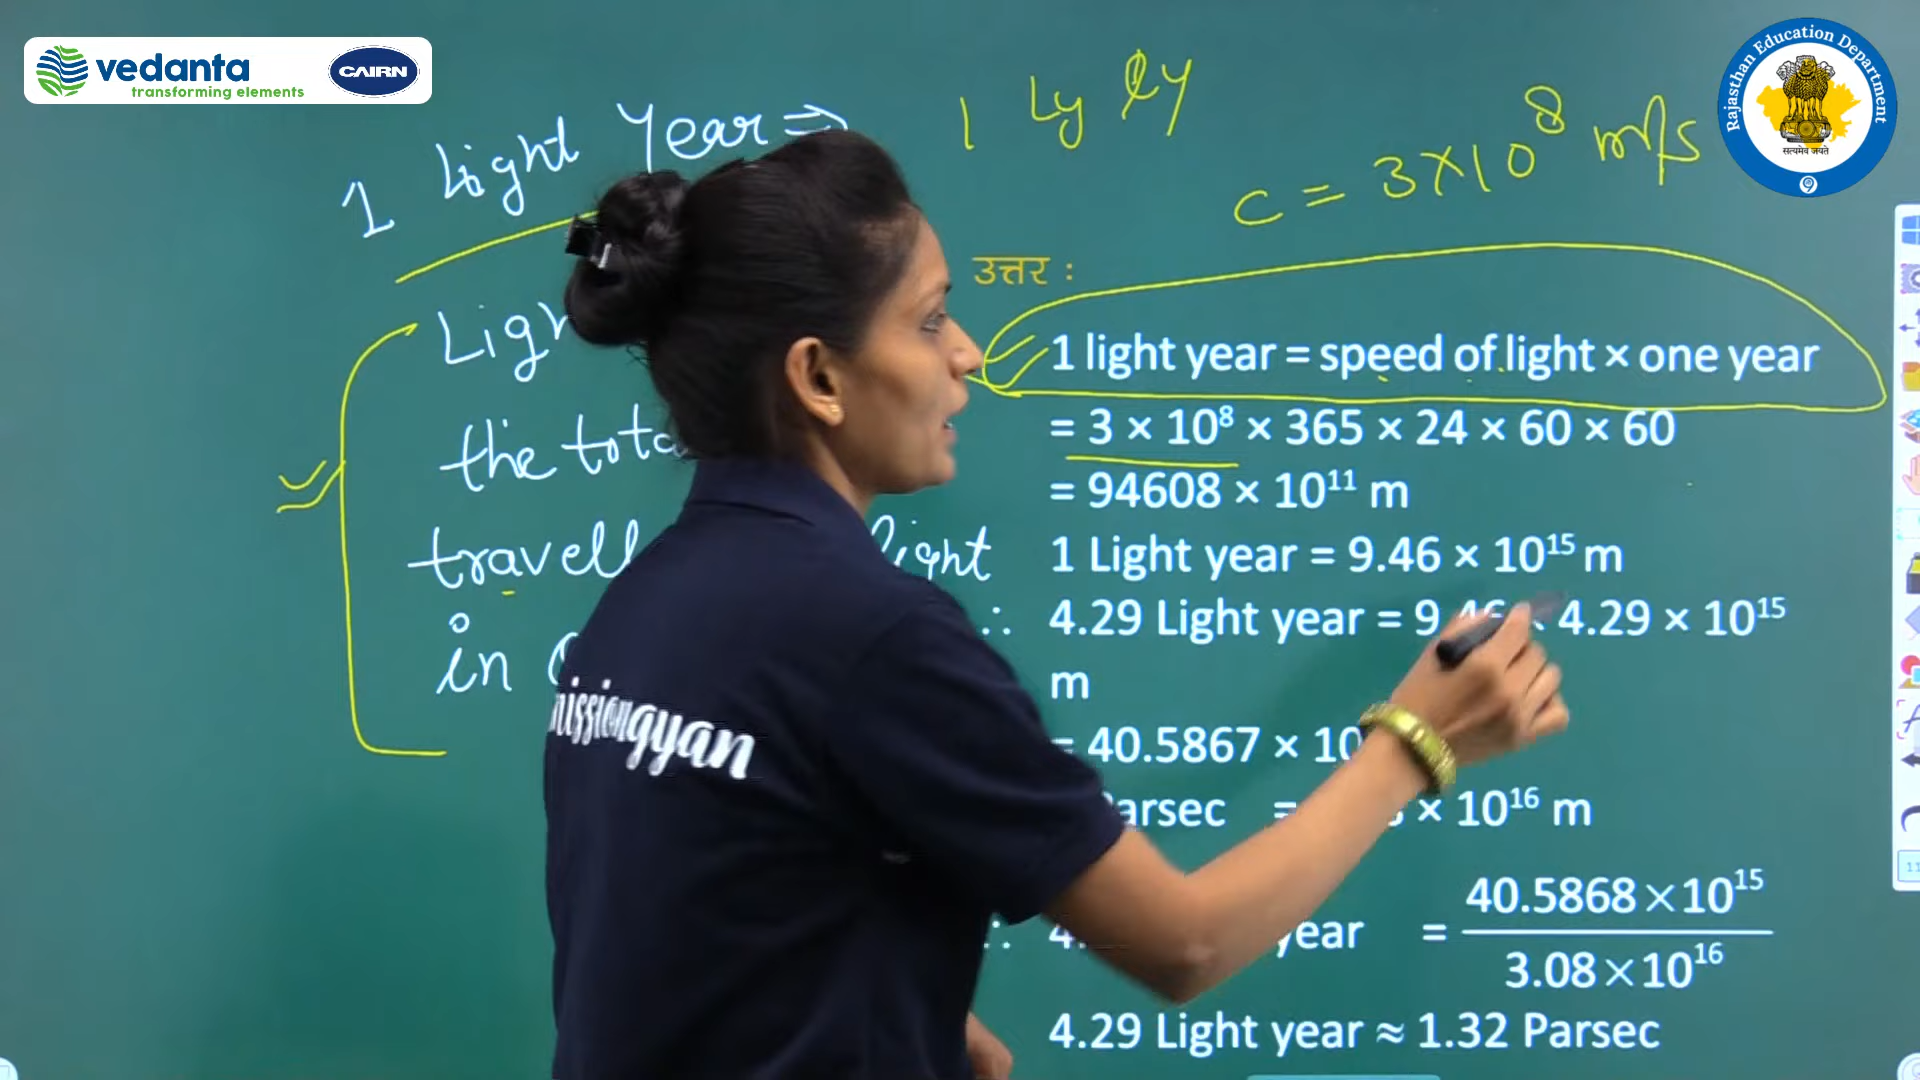 vedanta
transforming elements
CAIRN
Rajasthan Education Department
सत्यमेव जयते
1 Light Year ⇒
1 Ly ly
c = 3×10⁸ m/s
उत्तर :
1 light year = speed of light × one year
= 3 × 10⁸ × 365 × 24 × 60 × 60
= 94608 × 10¹¹ m
1 Light year = 9.46 × 10¹⁵ m
∴ 4.29 Light year = 9.46 × 4.29 × 10¹⁵
m
= 40.5867 × 10
Parsec = × 10¹⁶ m
∴ 4. year = 40.5868×10¹⁵
3.08×10¹⁶
4.29 Light year ≈ 1.32 Parsec
Ligh
the tota
travell light
in
missiongyan